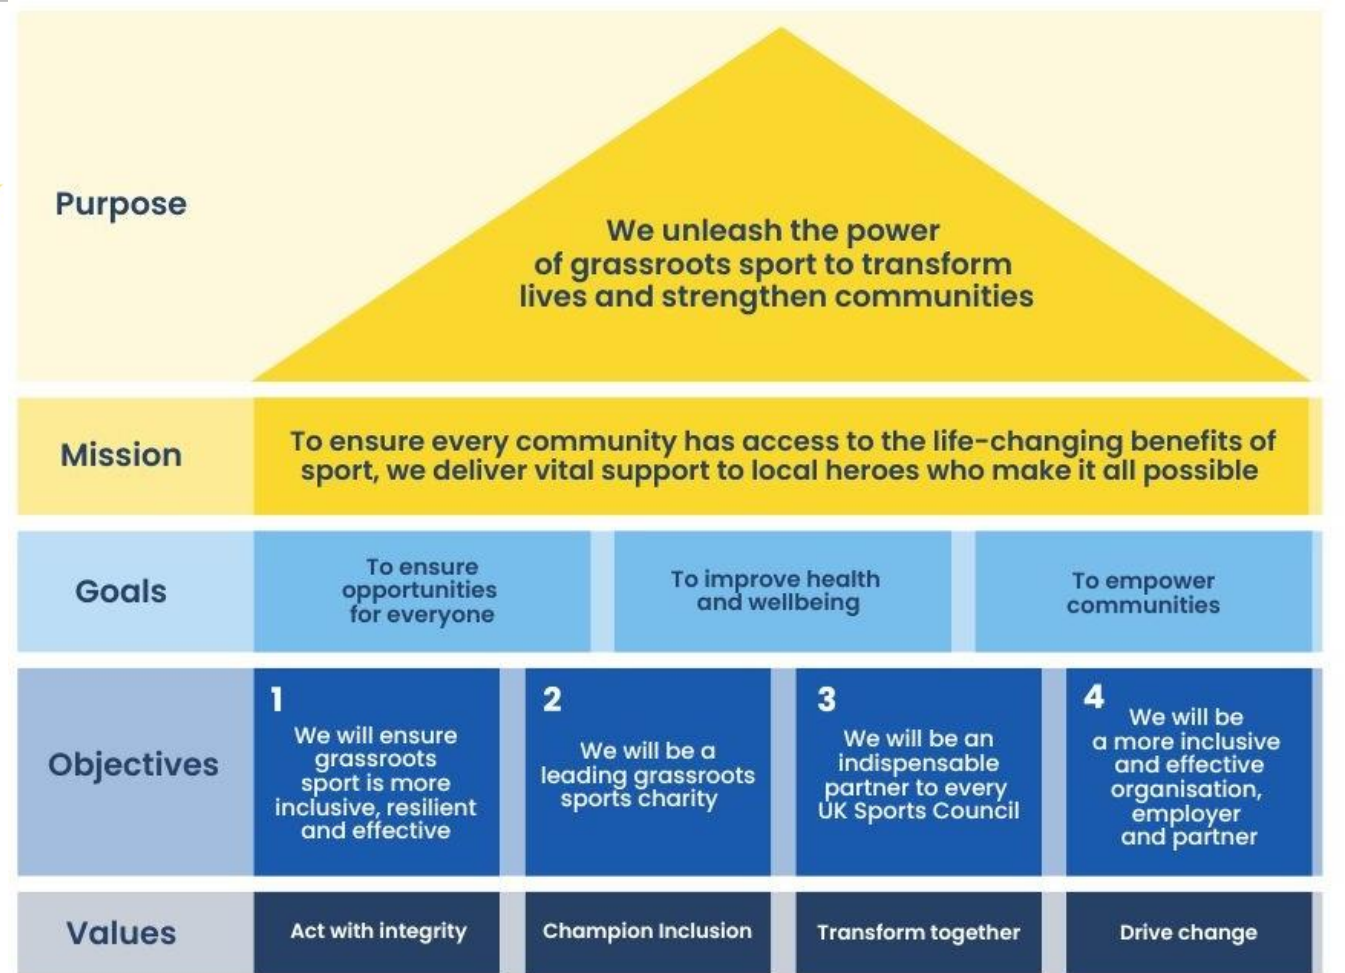 Purpose
We unleash the power
of grassroots sport to transform
lives and strengthen communities
Mission
To ensure every community has access to the life-changing benefits of
sport, we deliver vital support to local heroes who make it all possible
Goals
To ensure
opportunities
for everyone
To improve health
and wellbeing
To empower
communities
Objectives
1
We will ensure
grassroots
sport is more
inclusive, resilient
and effective
2
We will be a
leading grassroots
sports charity
3
We will be an
indispensable
partner to every
UK Sports Council
4
We will be
a more inclusive
and effective
organisation,
employer
and partner
Values
Act with integrity
Champion Inclusion
Transform together
Drive change